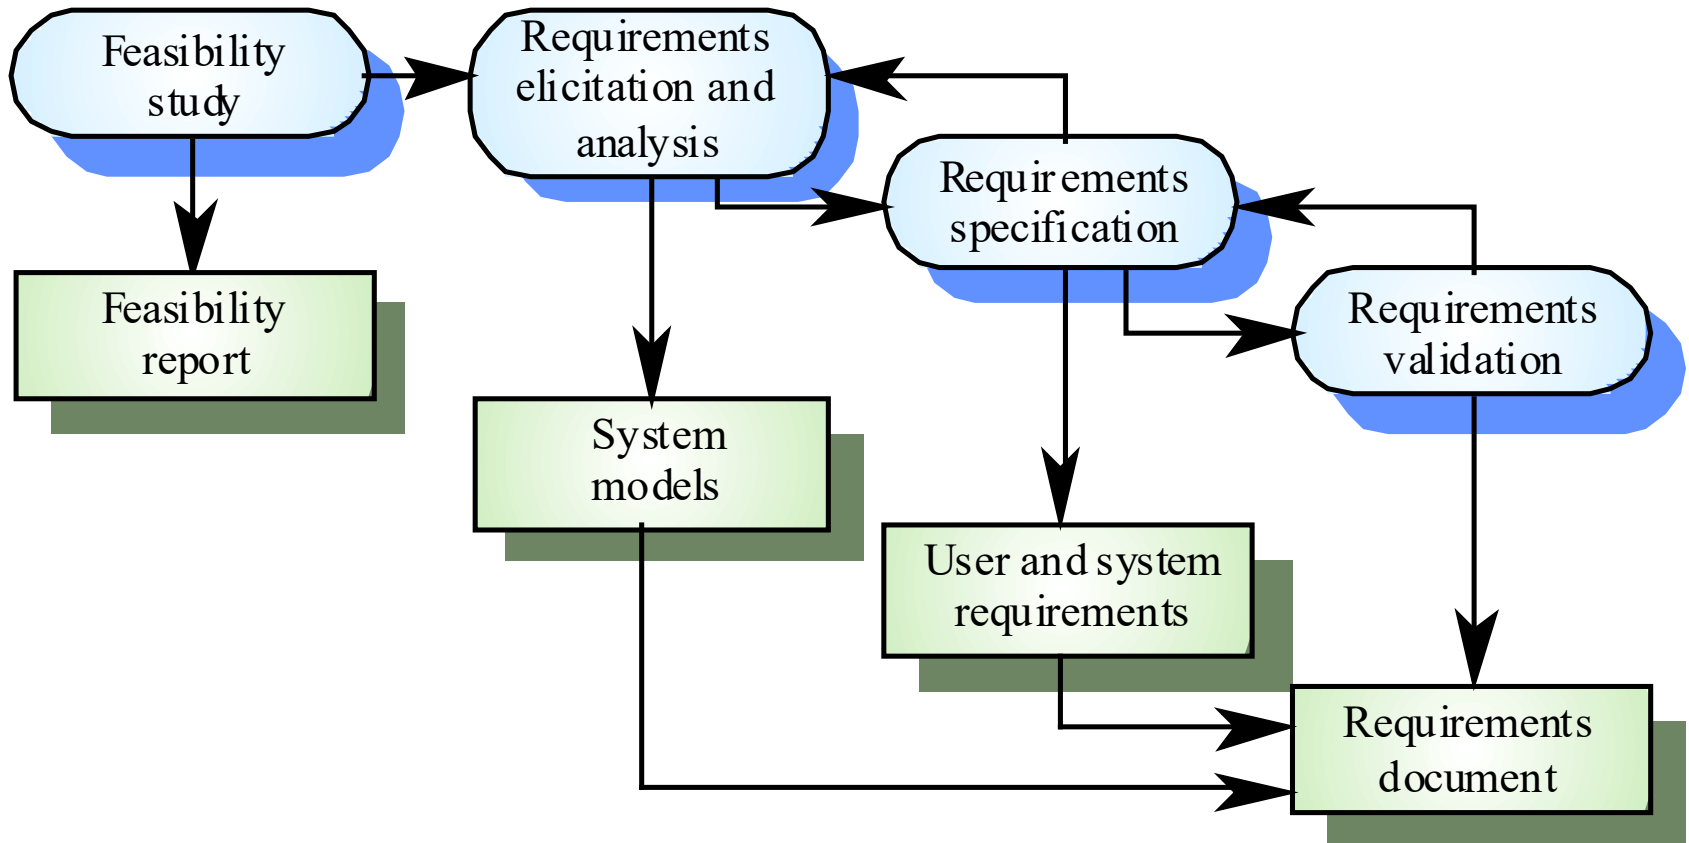 Feasibility
study
Requirements
elicitation and
analysis
Requirements
specification
Requirements
validation
Feasibility
report
System
models
User and system
requirements
Requirements
document